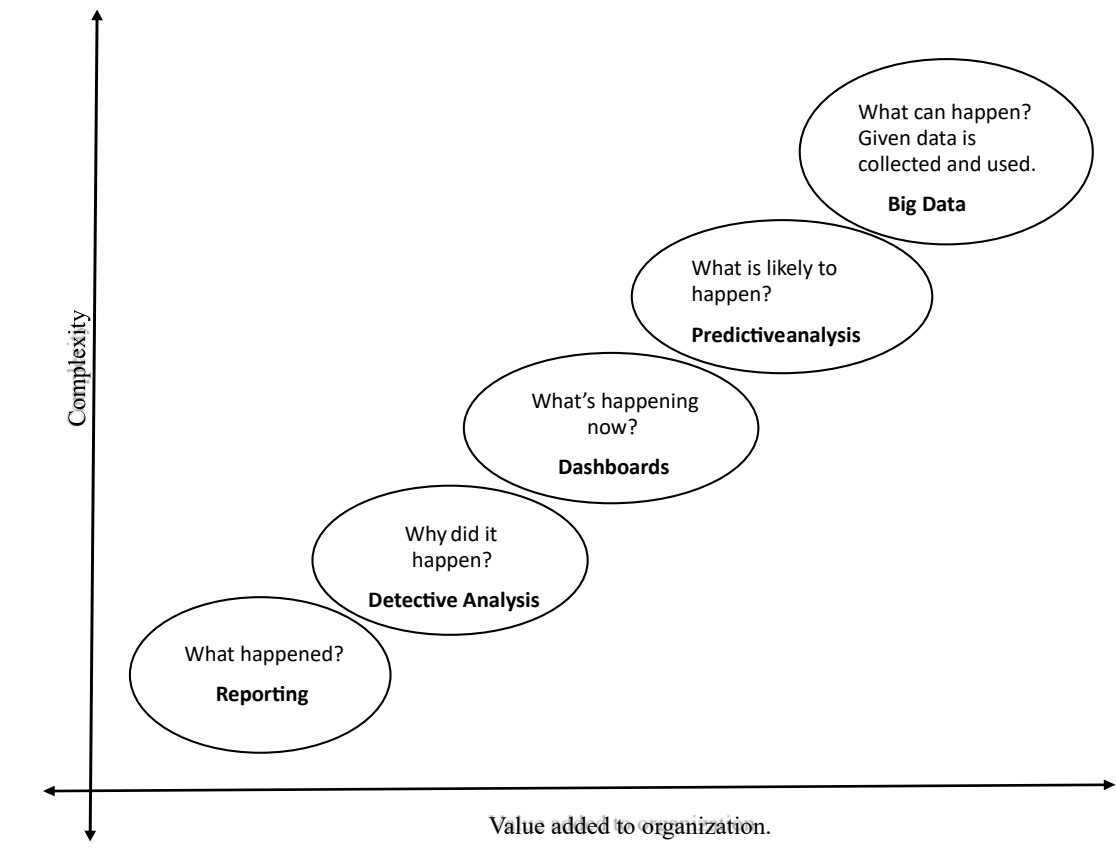 What can happen?
Given data is
collected and used.
Big Data
What is likely to
happen?
Predictiveanalysis
What's happening
now?
Dashboards
Why did it
happen?
Detective Analysis
What happened?
Reporting
Complexity
Value added to organization.